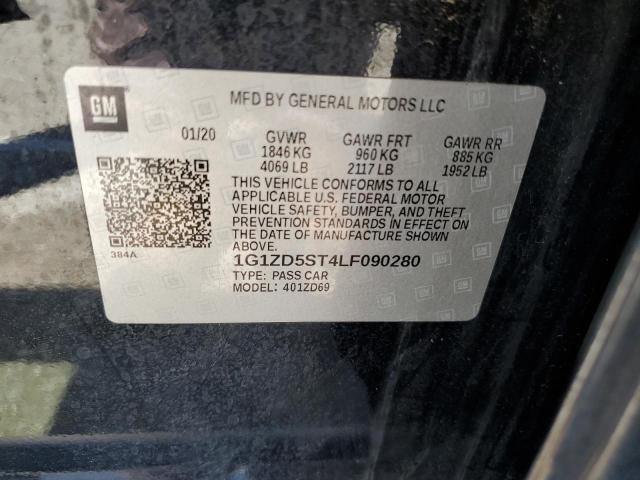 GM
MFD BY GENERAL MOTORS LLC
01/20 GVWR GAWR FRT GAWR RR
1846 KG 960 KG 885 KG
4069 LB 2117 LB 1952 LB
THIS VEHICLE CONFORMS TO ALL
APPLICABLE U.S. FEDERAL MOTOR
VEHICLE SAFETY, BUMPER, AND THEFT
PREVENTION STANDARDS IN EFFECT ON
THE DATE OF MANUFACTURE SHOWN
ABOVE.
384A
1G1ZD5ST4LF090280
TYPE: PASS CAR
MODEL: 401ZD69